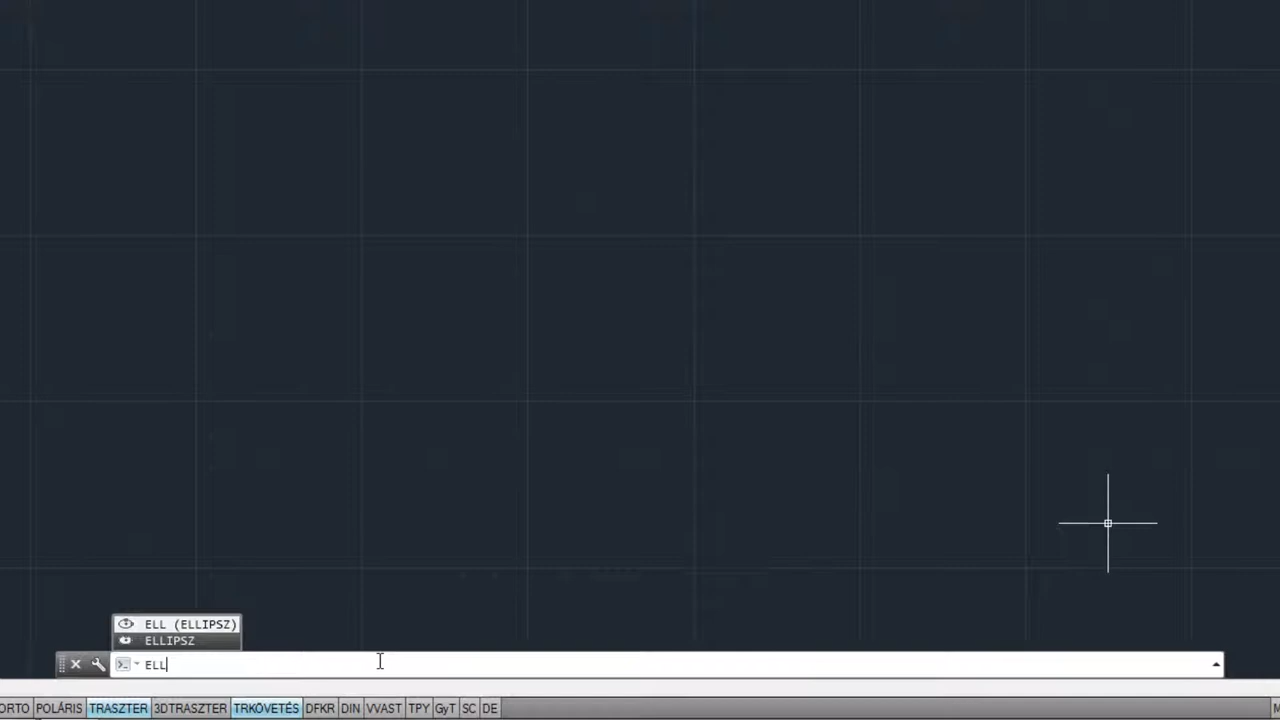 ELL (ELLIPSZ)
ELLIPSZ
ELL
ORTO POLÁRIS TRASZTER 3DTRASZTER TRKÖVETÉS DFKR DIN VVAST TPY GyT SC DE M